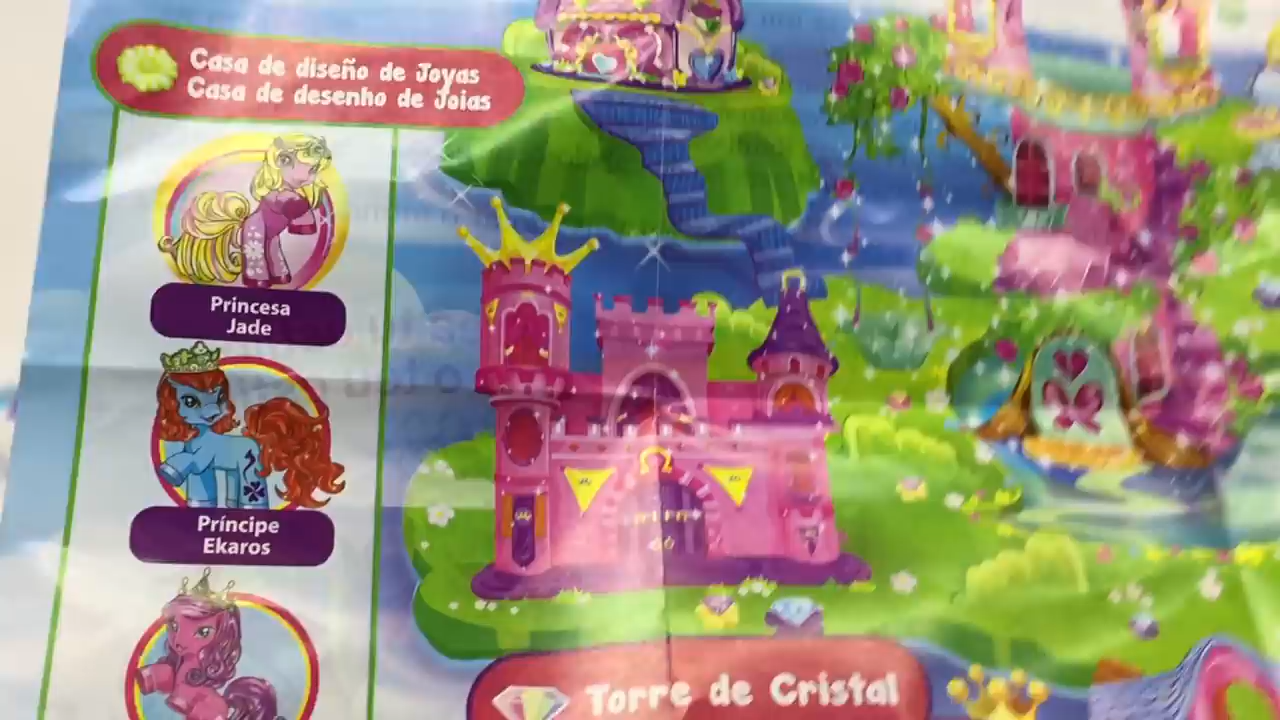 Casa de diseño de Joyas
Casa de desenho de Joias
Princesa
Jade
Príncipe
Ekaros
Torre de Cristal